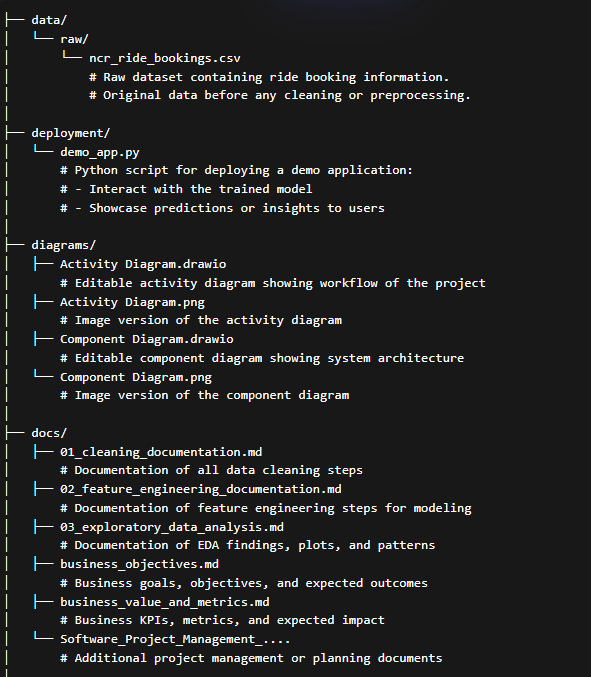 ├── data/
│   └── raw/
│       └── ncr_ride_bookings.csv
│           # Raw dataset containing ride booking information.
│           # Original data before any cleaning or preprocessing.
│
├── deployment/
│   └── demo_app.py
│       # Python script for deploying a demo application:
│       # - Interact with the trained model
│       # - Showcase predictions or insights to users
│
├── diagrams/
│   ├── Activity Diagram.drawio
│       # Editable activity diagram showing workflow of the project
│   ├── Activity Diagram.png
│       # Image version of the activity diagram
│   ├── Component Diagram.drawio
│       # Editable component diagram showing system architecture
│   └── Component Diagram.png
│       # Image version of the component diagram
│
├── docs/
│   ├── 01_cleaning_documentation.md
│       # Documentation of all data cleaning steps
│   ├── 02_feature_engineering_documentation.md
│       # Documentation of feature engineering steps for modeling
│   ├── 03_exploratory_data_analysis.md
│       # Documentation of EDA findings, plots, and patterns
│   ├── business_objectives.md
│       # Business goals, objectives, and expected outcomes
│   ├── business_value_and_metrics.md
│       # Business KPIs, metrics, and expected impact
│   └── Software_Project_Management_....
│       # Additional project management or planning documents